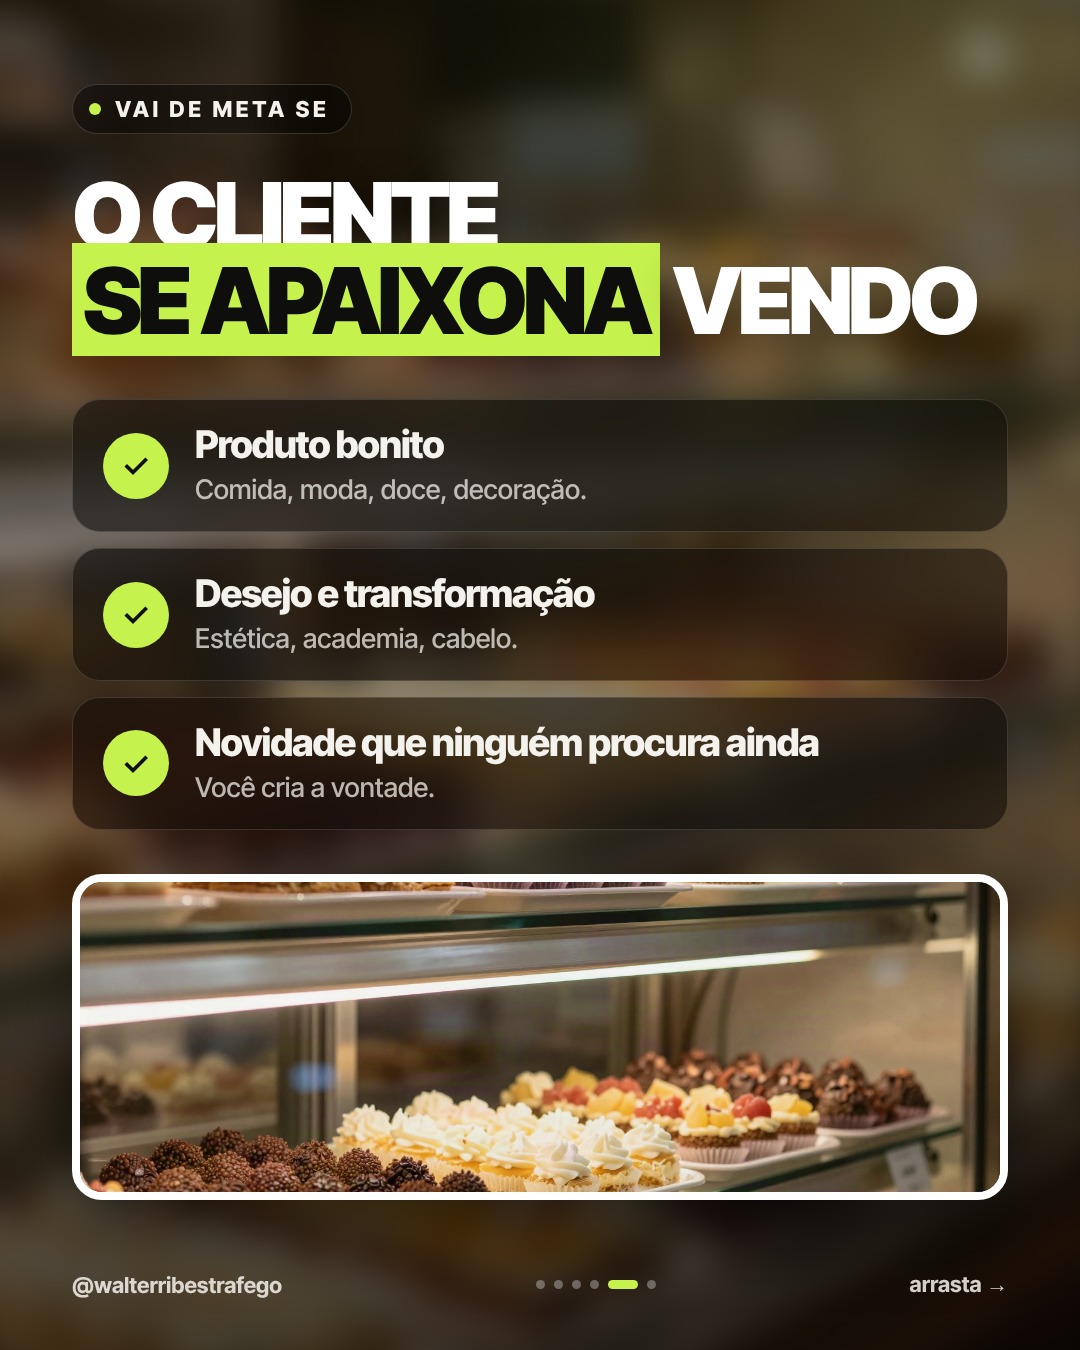 VAI DE META SE
O CLIENTE
SE APAIXONA VENDO
Produto bonito
Comida, moda, doce, decoração.
Desejo e transformação
Estética, academia, cabelo.
Novidade que ninguém procura ainda
Você cria a vontade.
@walterribestrafego
arrasta →